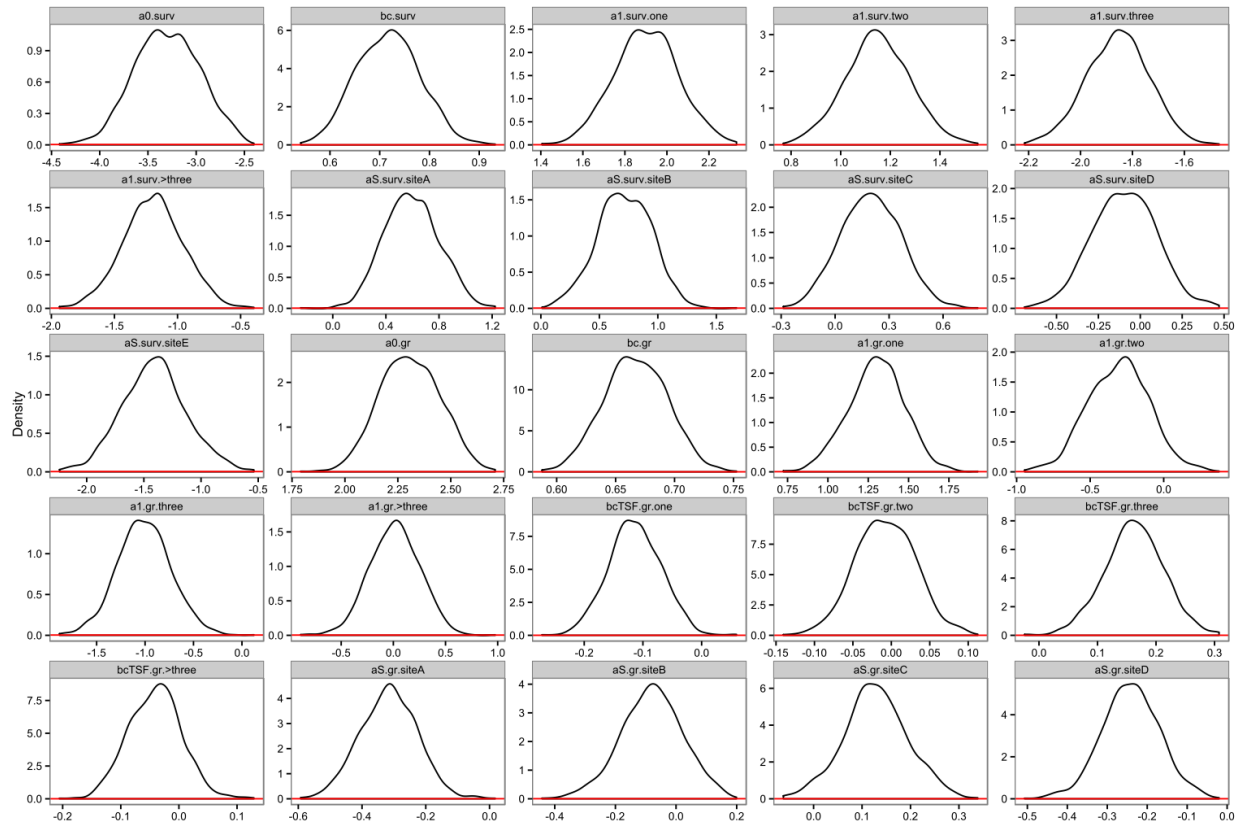 a0.surv bc.surv a1.surv.one a1.surv.two a1.surv.three
0.9 0.6 0.3 0.0
6 4 2 0
2.5 2.0 1.5 1.0 0.5 0.0
3 2 1 0
3 2 1 0
-4.5 -4.0 -3.5 -3.0 -2.5
0.6 0.7 0.8 0.9
1.4 1.6 1.8 2.0 2.2
0.8 1.0 1.2 1.4
-2.2 -2.0 -1.8 -1.6
a1.surv.>three aS.surv.siteA aS.surv.siteB aS.surv.siteC aS.surv.siteD
1.5 1.0 0.5 0.0
1.5 1.0 0.5 0.0
1.5 1.0 0.5 0.0
2.0 1.5 1.0 0.5 0.0
2.0 1.5 1.0 0.5 0.0
-2.0 -1.5 -1.0 -0.5
0.0 0.4 0.8 1.2
0.0 0.5 1.0 1.5
-0.3 0.0 0.3 0.6
-0.50 -0.25 0.00 0.25 0.50
aS.surv.siteE a0.gr bc.gr a1.gr.one a1.gr.two
Density
1.5 1.0 0.5 0.0
2 1 0
10 5 0
2.0 1.5 1.0 0.5 0.0
2.0 1.5 1.0 0.5 0.0
-2.0 -1.5 -1.0 -0.5
1.75 2.00 2.25 2.50 2.75
0.60 0.65 0.70 0.75
0.75 1.00 1.25 1.50 1.75
-1.0 -0.5 0.0
a1.gr.three a1.gr.>three bcTSF.gr.one bcTSF.gr.two bcTSF.gr.three
1.0 0.5 0.0
1.5 1.0 0.5 0.0
7.5 5.0 2.5 0.0
7.5 5.0 2.5 0.0
8 6 4 2 0
-1.5 -1.0 -0.5 0.0
-0.5 0.0 0.5 1.0
-0.2 -0.1 0.0
-0.15 -0.10 -0.05 0.00 0.05 0.10
0.0 0.1 0.2 0.3
bcTSF.gr.>three aS.gr.siteA aS.gr.siteB aS.gr.siteC aS.gr.siteD
7.5 5.0 2.5 0.0
4 3 2 1 0
4 3 2 1 0
6 4 2 0
4 2 0
-0.2 -0.1 0.0 0.1
-0.6 -0.4 -0.2 0.0
-0.4 -0.2 0.0 0.2
-0.1 0.0 0.1 0.2 0.3
-0.5 -0.4 -0.3 -0.2 -0.1 0.0